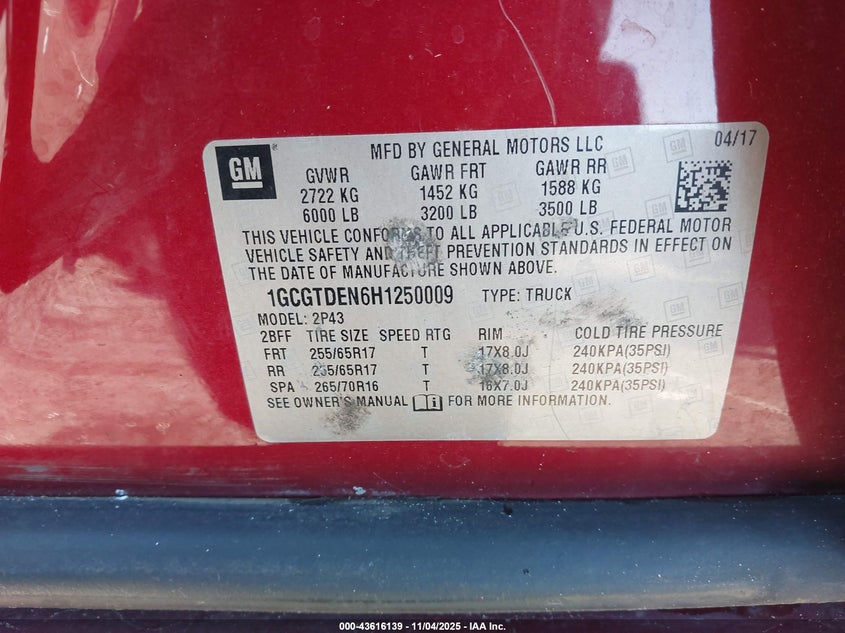 GM
MFD BY GENERAL MOTORS LLC
04/17
GVWR GAWR FRT GAWR RR
2722 KG 1452 KG 1588 KG
6000 LB 3200 LB 3500 LB
THIS VEHICLE CONFORMS TO ALL APPLICABLE U.S. FEDERAL MOTOR
VEHICLE SAFETY AND THEFT PREVENTION STANDARDS IN EFFECT ON
THE DATE OF MANUFACTURE SHOWN ABOVE.
1GCGTDEN6H1250009 TYPE: TRUCK
MODEL: 2P43
2BFF TIRE SIZE SPEED RTG RIM COLD TIRE PRESSURE
FRT 255/65R17 T 17X8.0J 240KPA(35PSI)
RR 255/65R17 T 17X8.0J 240KPA(35PSI)
SPA 265/70R16 T 16X7.0J 240KPA(35PSI)
SEE OWNER'S MANUAL FOR MORE INFORMATION.
000-43616139 - 11/04/2025 - IAA Inc.